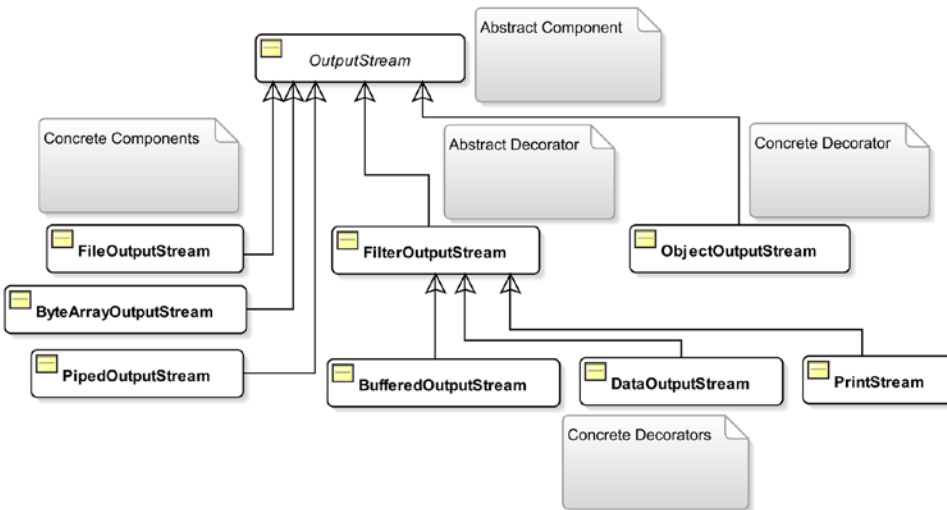 Abstract Component
OutputStream
Concrete Components
Abstract Decorator
Concrete Decorator
FileOutputStream
FilterOutputStream
ObjectOutputStream
ByteArrayOutputStream
PipedOutputStream
BufferedOutputStream
DataOutputStream
PrintStream
Concrete Decorators